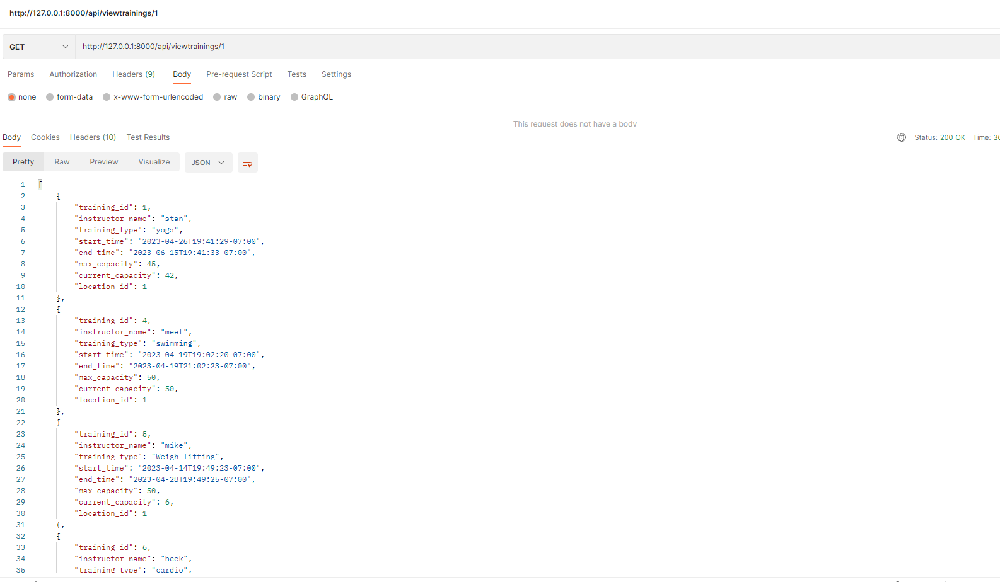 http://127.0.0.1:8000/api/viewtrainings/1
GET http://127.0.0.1:8000/api/viewtrainings/1
Params Authorization Headers (9) Body Pre-request Script Tests Settings
none form-data x-www-form-urlencoded raw binary GraphQL
This request does not have a body
Body Cookies Headers (10) Test Results Status: 200 OK Time: 36
Pretty Raw Preview Visualize JSON
1 [
2 {
3 "training_id": 1,
4 "instructor_name": "stan",
5 "training_type": "yoga",
6 "start_time": "2023-04-26T19:41:29-07:00",
7 "end_time": "2023-06-15T19:41:33-07:00",
8 "max_capacity": 45,
9 "current_capacity": 42,
10 "location_id": 1
11 },
12 {
13 "training_id": 4,
14 "instructor_name": "meet",
15 "training_type": "swimming",
16 "start_time": "2023-04-19T19:02:20-07:00",
17 "end_time": "2023-04-19T21:02:23-07:00",
18 "max_capacity": 50,
19 "current_capacity": 50,
20 "location_id": 1
21 },
22 {
23 "training_id": 5,
24 "instructor_name": "mike",
25 "training_type": "Weigh lifting",
26 "start_time": "2023-04-14T19:49:23-07:00",
27 "end_time": "2023-04-28T19:49:25-07:00",
28 "max_capacity": 50,
29 "current_capacity": 6,
30 "location_id": 1
31 },
32 {
33 "training_id": 6,
34 "instructor_name": "beek",
35 "training_type": "cardio",